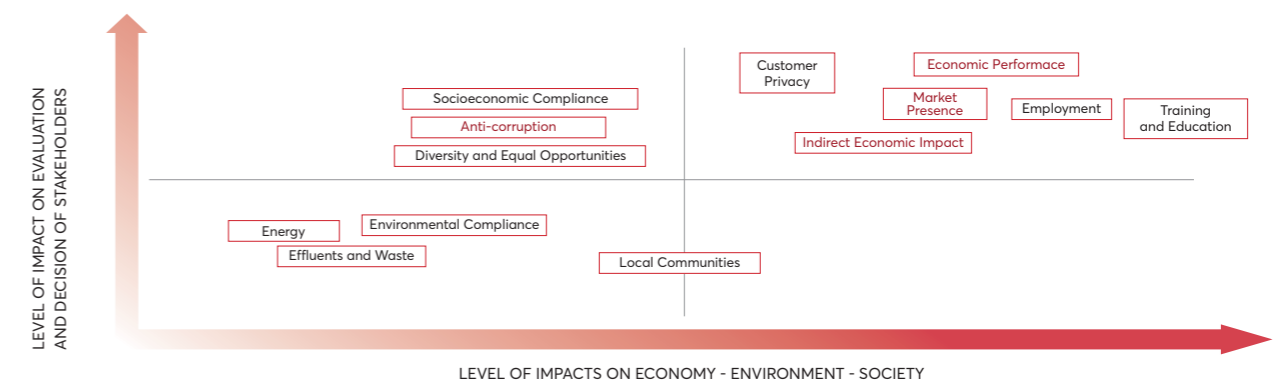 LEVEL OF IMPACT ON EVALUATION
AND DECISION OF STAKEHOLDERS
Customer
Privacy
Economic Performace
Socioeconomic Compliance
Market
Presence
Employment
Training
and Education
Anti-corruption
Indirect Economic Impact
Diversity and Equal Opportunities
Energy
Environmental Compliance
Effluents and Waste
Local Communities
LEVEL OF IMPACTS ON ECONOMY - ENVIRONMENT - SOCIETY